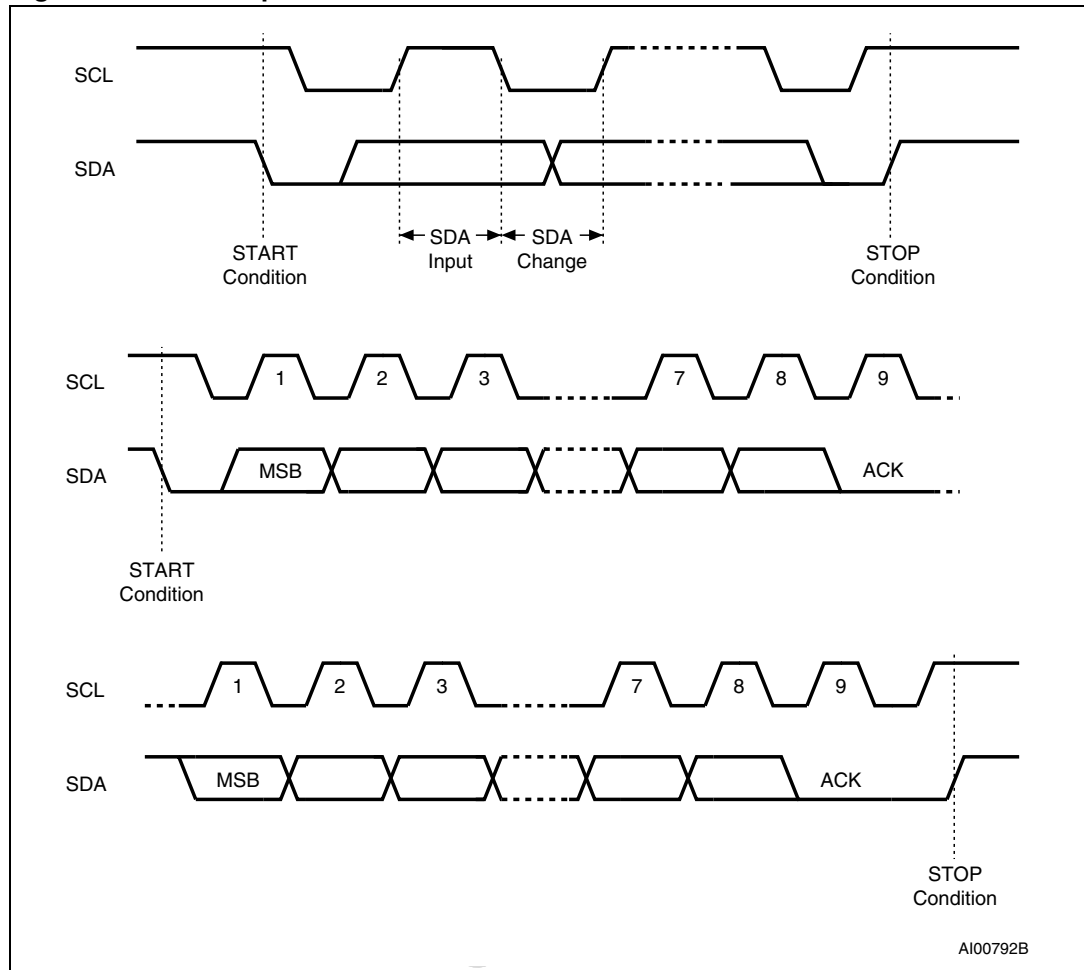 SCL
SDA
START
Condition
SDA
Input
SDA
Change
STOP
Condition
SCL
1 2 3 7 8 9
SDA
MSB ACK
START
Condition
SCL
1 2 3 7 8 9
SDA
MSB ACK
STOP
Condition
AI00792B